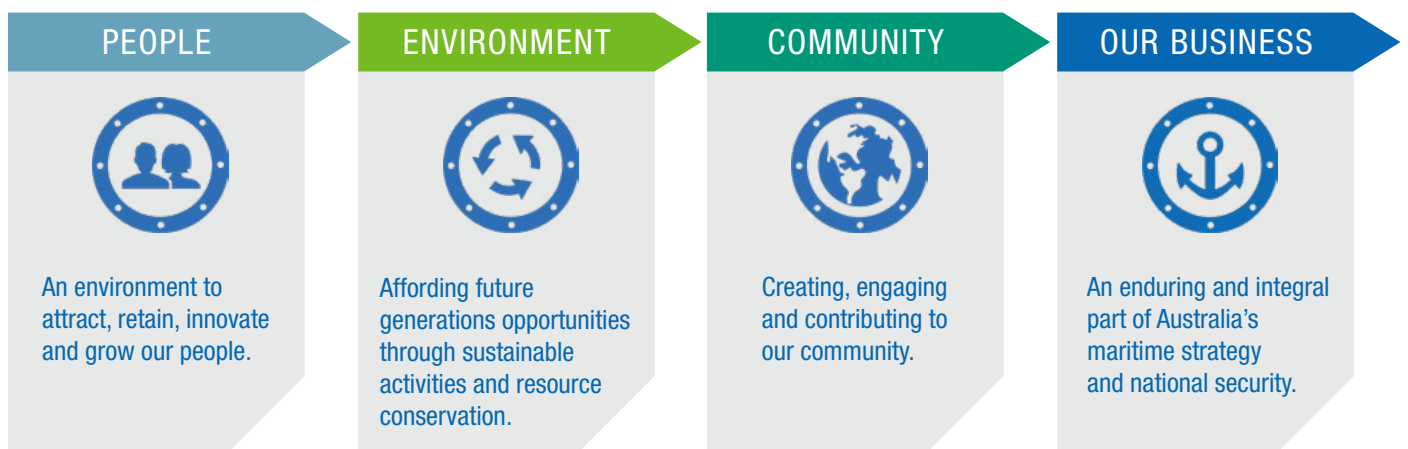 PEOPLE
An environment to
attract, retain, innovate
and grow our people.
ENVIRONMENT
Affording future
generations opportunities
through sustainable
activities and resource
conservation.
COMMUNITY
Creating, engaging
and contributing to
our community.
OUR BUSINESS
An enduring and integral
part of Australia’s
maritime strategy
and national security.